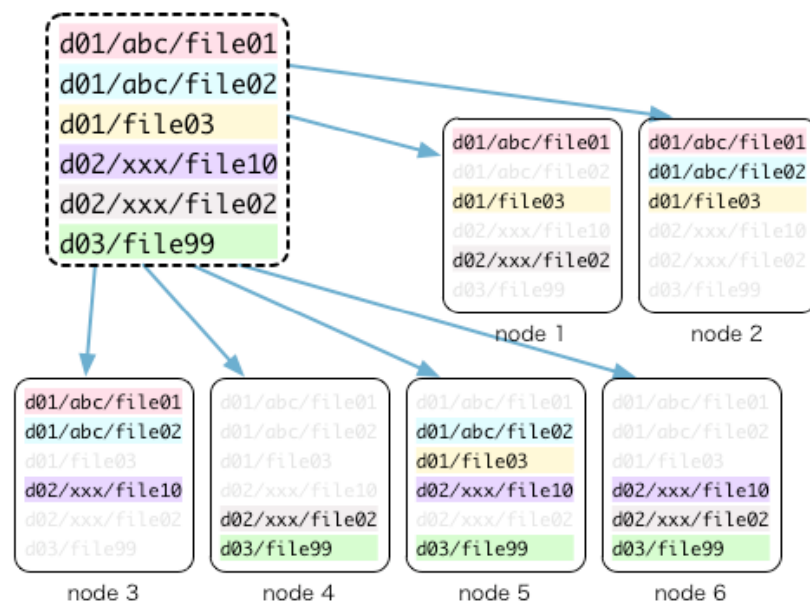 d01/abc/file01
d01/abc/file02
d01/file03
d02/xxx/file10
d02/xxx/file02
d03/file99
d01/abc/file01
d01/abc/file02
d01/file03
d02/xxx/file10
d02/xxx/file02
d03/file99
node 1
d01/abc/file01
d01/abc/file02
d01/file03
d02/xxx/file10
d02/xxx/file02
d03/file99
node 2
d01/abc/file01
d01/abc/file02
d01/file03
d02/xxx/file10
d02/xxx/file02
d03/file99
node 3
d01/abc/file01
d01/abc/file02
d01/file03
d02/xxx/file10
d02/xxx/file02
d03/file99
node 4
d01/abc/file01
d01/abc/file02
d01/file03
d02/xxx/file10
d02/xxx/file02
d03/file99
node 5
d01/abc/file01
d01/abc/file02
d01/file03
d02/xxx/file10
d02/xxx/file02
d03/file99
node 6